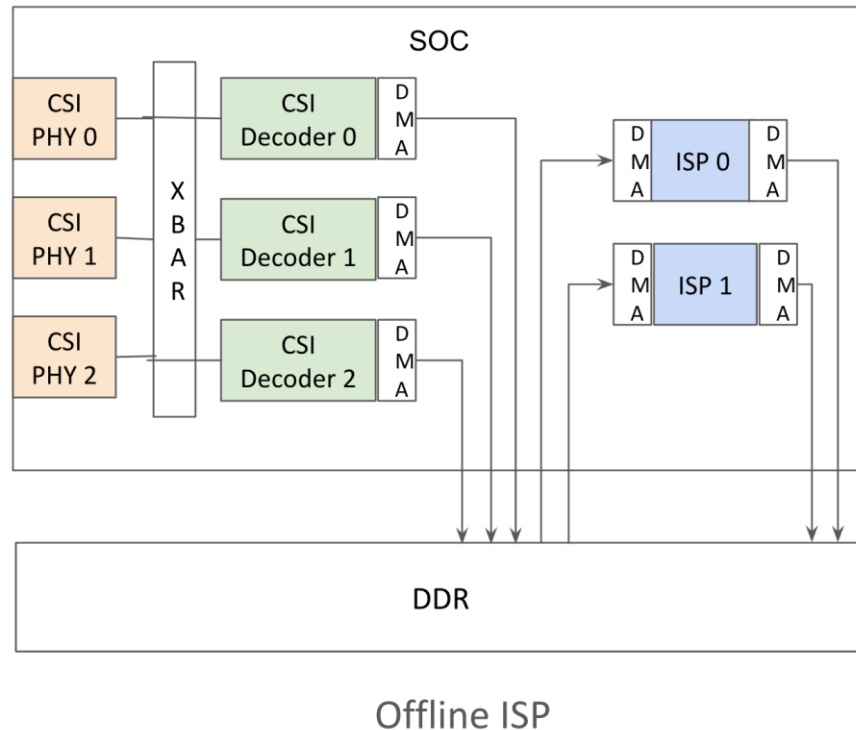 SOC
CSI
PHY 0
CSI
PHY 1
CSI
PHY 2
X
B
A
R
CSI
Decoder 0
D
M
A
CSI
Decoder 1
D
M
A
CSI
Decoder 2
D
M
A
D
M
A
ISP 0
D
M
A
D
M
A
ISP 1
D
M
A
DDR
Offline ISP